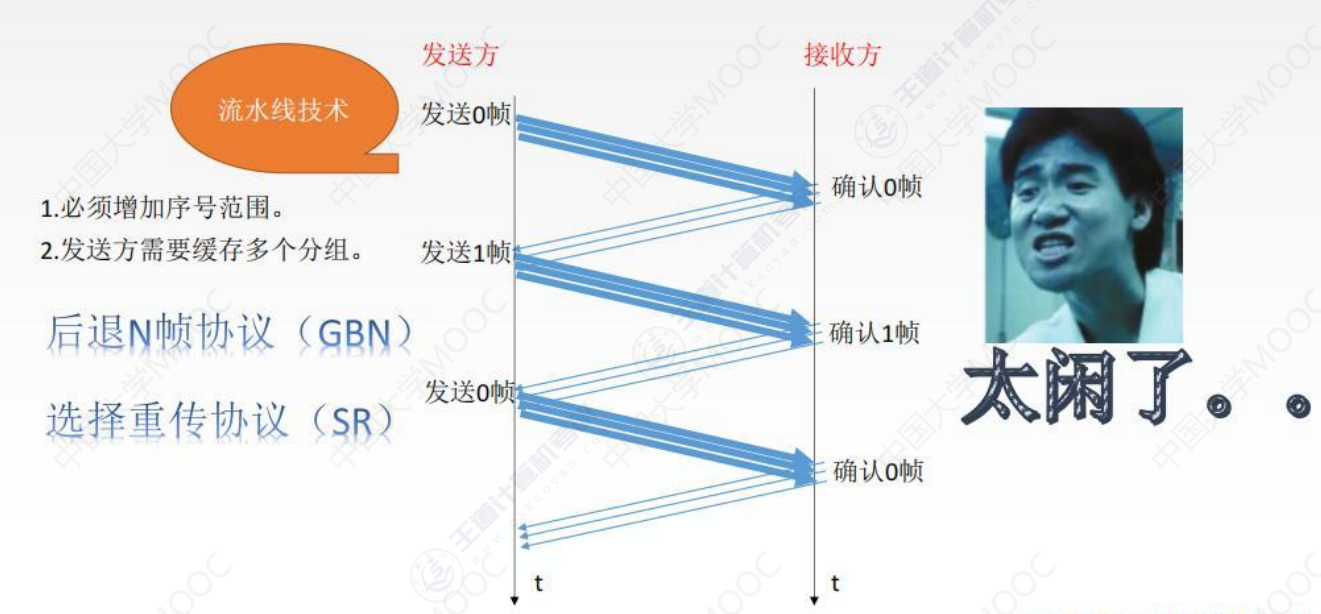 发送方
接收方
流水线技术
发送0帧
确认0帧
1.必须增加序号范围。
2.发送方需要缓存多个分组。
发送1帧
后退N帧协议（GBN）
确认1帧
太闲了。。
发送0帧
选择重传协议（SR）
确认0帧
t
t
中国大学MOOC
王道计算机考研
www.cskaoyan.com